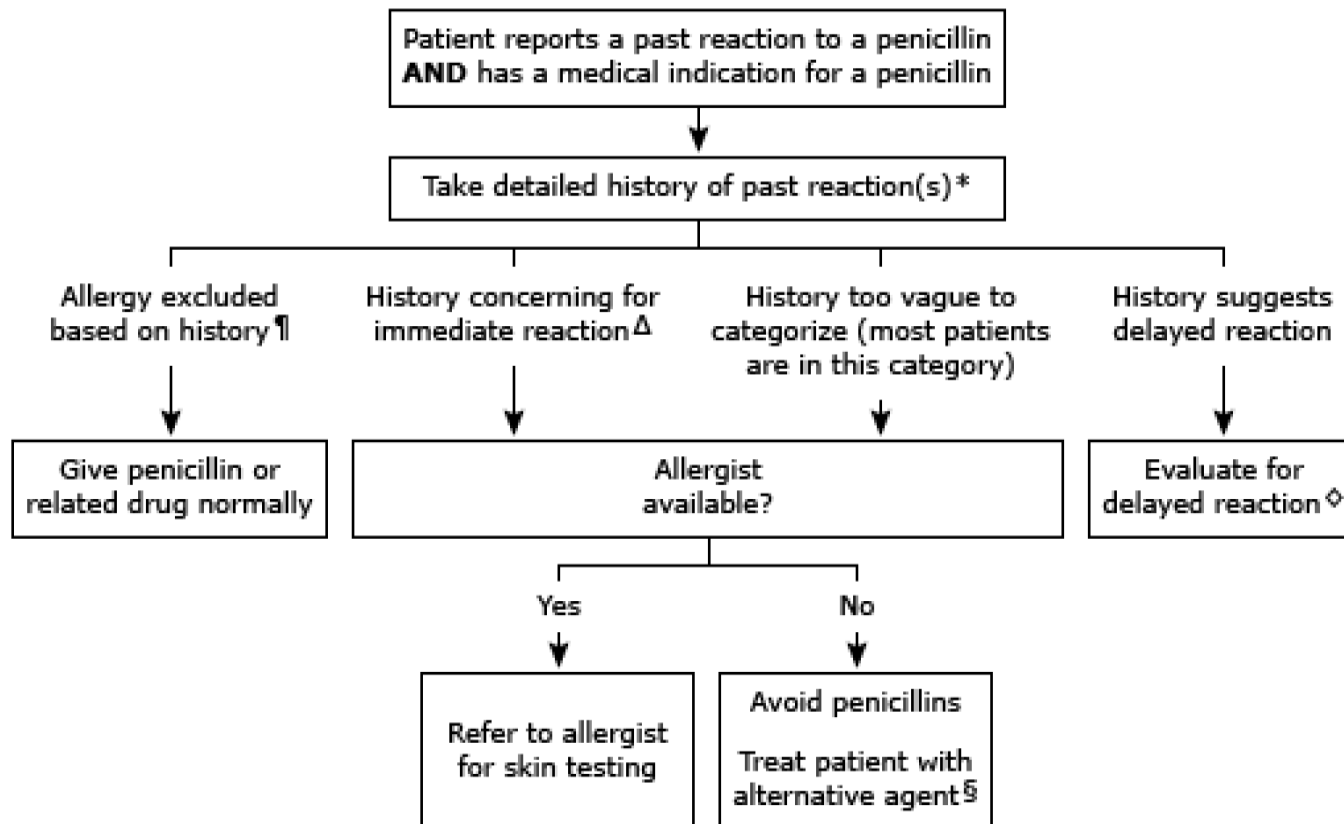 Patient reports a past reaction to a penicillin
AND has a medical indication for a penicillin
Take detailed history of past reaction(s)*
Allergy excluded
based on history¶
History concerning for
immediate reactionΔ
History too vague to
categorize (most patients
are in this category)
History suggests
delayed reaction
Give penicillin or
related drug normally
Allergist
available?
Evaluate for
delayed reaction◇
Yes
No
Refer to allergist
for skin testing
Avoid penicillins
Treat patient with
alternative agent§